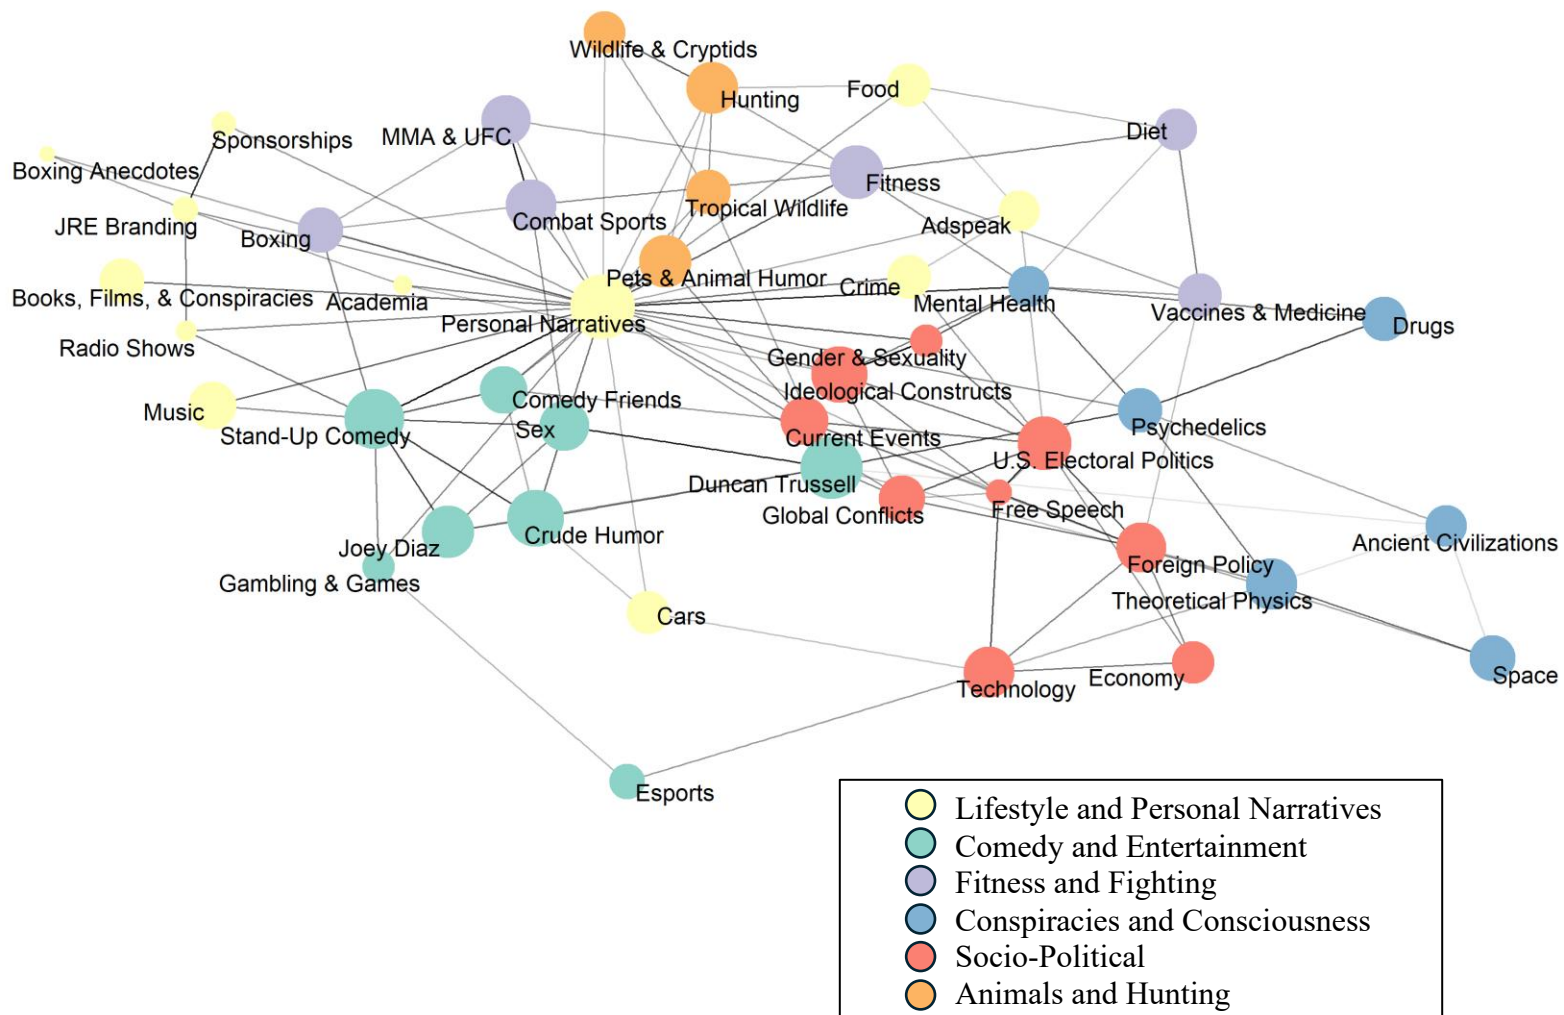 Wildlife & Cryptids
Hunting
Food
Sponsorships
MMA & UFC
Diet
Boxing Anecdotes
Fitness
JRE Branding
Boxing
Combat Sports
Tropical Wildlife
Adspeak
Books, Films, & Conspiracies
Academia
Pets & Animal Humor
Crime
Mental Health
Vaccines & Medicine
Personal Narratives
Drugs
Radio Shows
Gender & Sexuality
Ideological Constructs
Music
Comedy Friends
Stand-Up Comedy
Sex
Current Events
Psychedelics
U.S. Electoral Politics
Duncan Trussell
Global Conflicts
Free Speech
Joey Diaz
Crude Humor
Ancient Civilizations
Foreign Policy
Gambling & Games
Theoretical Physics
Cars
Technology
Economy
Space
Esports
Lifestyle and Personal Narratives
Comedy and Entertainment
Fitness and Fighting
Conspiracies and Consciousness
Socio-Political
Animals and Hunting